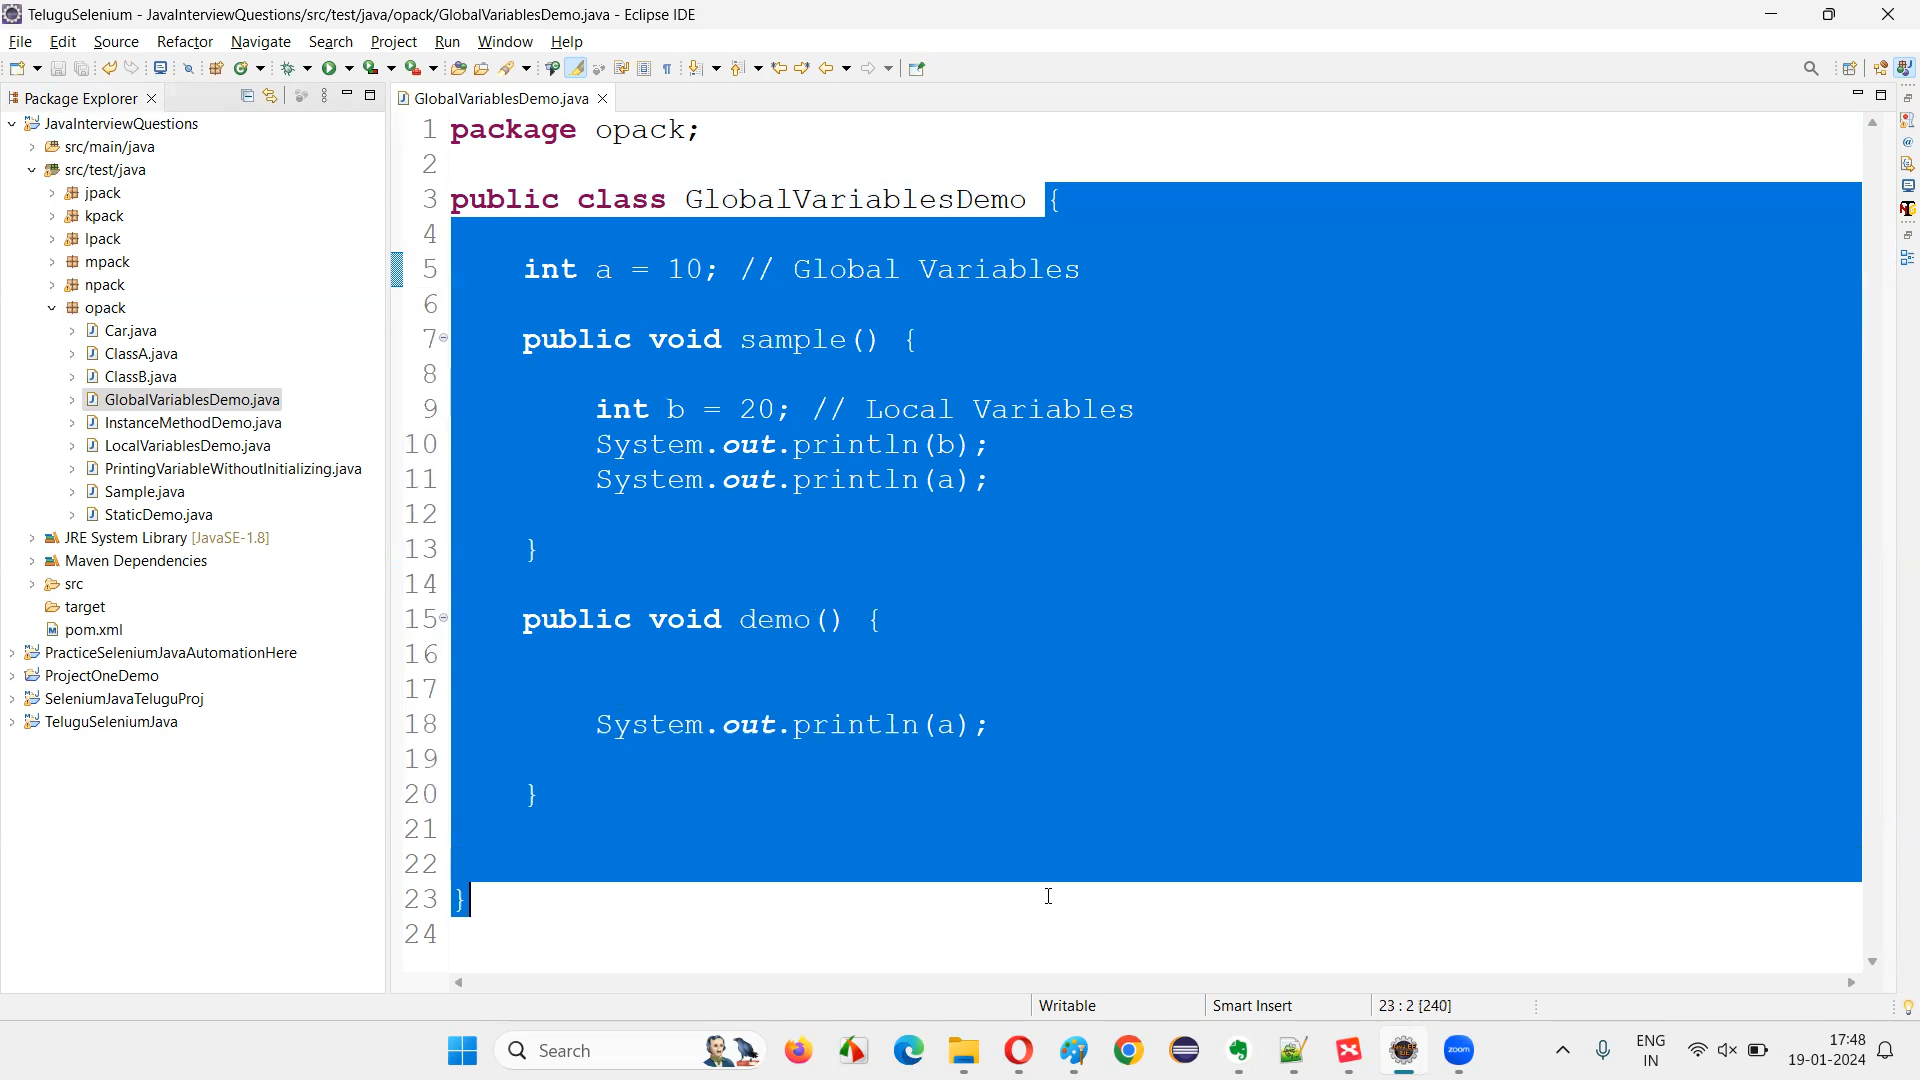 TeluguSelenium - JavaInterviewQuestions/src/test/java/opack/GlobalVariablesDemo.java - Eclipse IDE
File Edit Source Refactor Navigate Search Project Run Window Help
Package Explorer
GlobalVariablesDemo.java
JavaInterviewQuestions
src/main/java
src/test/java
jpack
kpack
lpack
mpack
npack
opack
Car.java
ClassA.java
ClassB.java
GlobalVariablesDemo.java
InstanceMethodDemo.java
LocalVariablesDemo.java
PrintingVariableWithoutInitializing.java
Sample.java
StaticDemo.java
JRE System Library [JavaSE-1.8]
Maven Dependencies
src
target
pom.xml
PracticeSeleniumJavaAutomationHere
ProjectOneDemo
SeleniumJavaTeluguProj
TeluguSeleniumJava
1 package opack;
2
3 public class GlobalVariablesDemo {
4
5 int a = 10; // Global Variables
6
7 public void sample() {
8
9 int b = 20; // Local Variables
10 System.out.println(b);
11 System.out.println(a);
12
13 }
14
15 public void demo() {
16
17
18 System.out.println(a);
19
20 }
21
22
23 }
24
Writable Smart Insert 23 : 2 [240]
Search
zoom
ENG
IN
17:48
19-01-2024